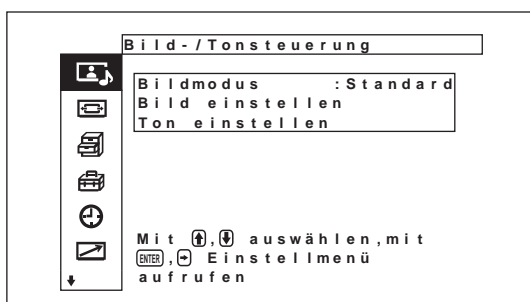 Bild-/Tonsteuerung
Bildmodus :Standard
Bild einstellen
Ton einstellen
Mit ↑,↓ auswählen,mit
ENTER,→ Einstellmenü
aufrufen